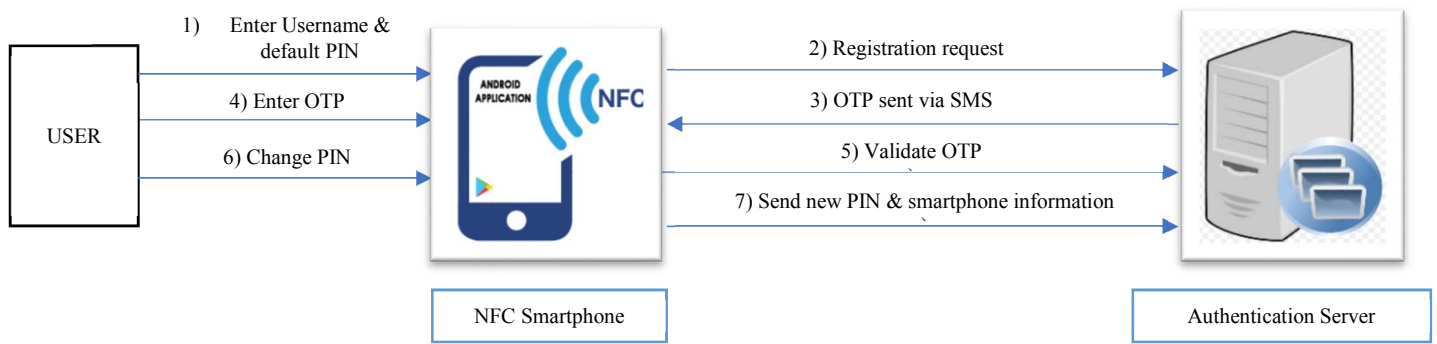 1) Enter Username &
default PIN
2) Registration request
ANDROID
APPLICATION
NFC
4) Enter OTP
3) OTP sent via SMS
USER
6) Change PIN
5) Validate OTP
7) Send new PIN & smartphone information
NFC Smartphone
Authentication Server